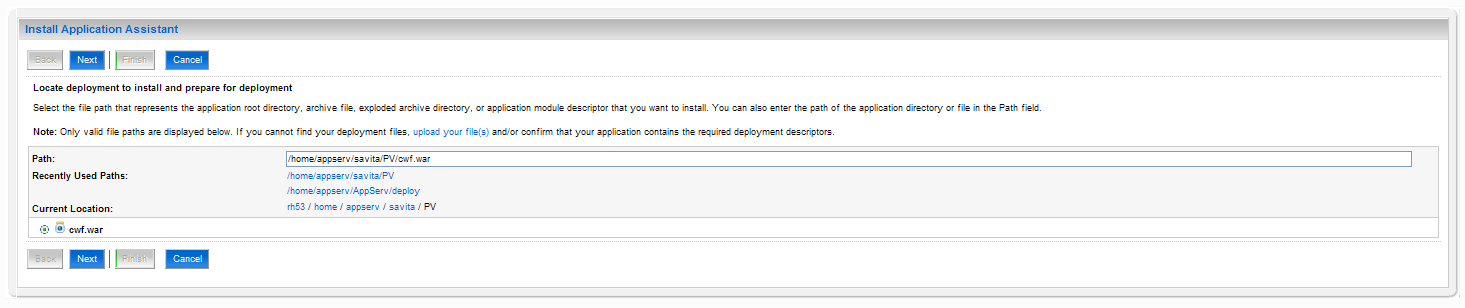 Install Application Assistant
Back Next Finish Cancel
Locate deployment to install and prepare for deployment
Select the file path that represents the application root directory, archive file, exploded archive directory, or application module descriptor that you want to install. You can also enter the path of the application directory or file in the Path field.
Note: Only valid file paths are displayed below. If you cannot find your deployment files, upload your file(s) and/or confirm that your application contains the required deployment descriptors.
Path: /home/appserv/savita/PV/cwf.war
Recently Used Paths: /home/appserv/savita/PV
/home/appserv/AppServ/deploy
Current Location: rh53 / home / appserv / savita / PV
cwf.war
Back Next Finish Cancel